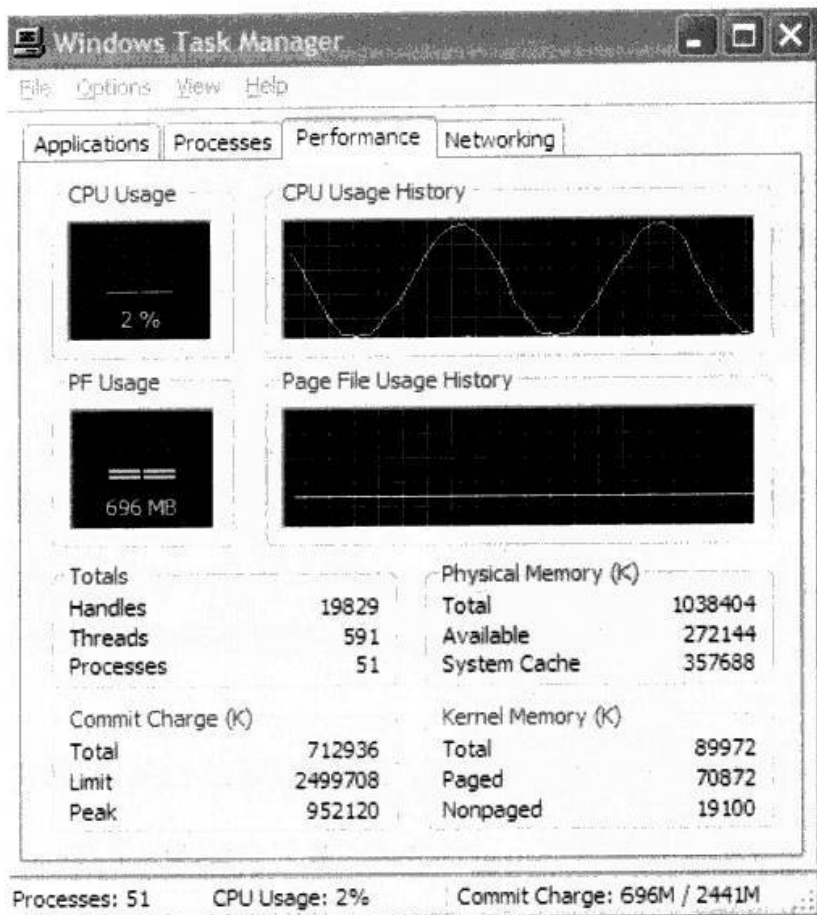 Windows Task Manager
File Options View Help
Applications Processes Performance Networking
CPU Usage
2 %
CPU Usage History
PF Usage
696 MB
Page File Usage History
Totals
Handles 19829
Threads 591
Processes 51
Physical Memory (K)
Total 1038404
Available 272144
System Cache 357688
Commit Charge (K)
Total 712936
Limit 2499708
Peak 952120
Kernel Memory (K)
Total 89972
Paged 70872
Nonpaged 19100
Processes: 51 CPU Usage: 2% Commit Charge: 696M / 2441M